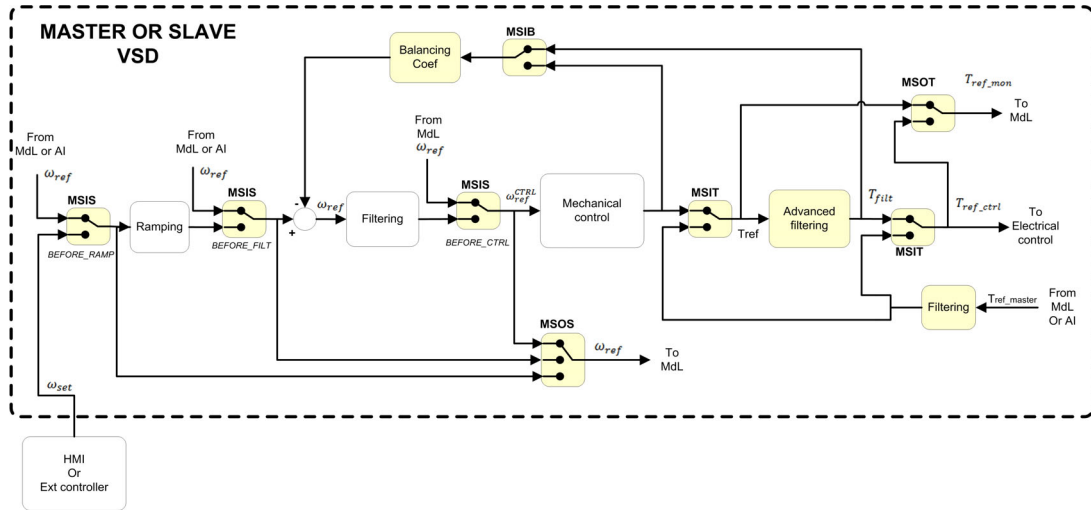 MASTER OR SLAVE
VSD
Balancing
Coef
MSIB
MSOT
T_ref_mon
To
MdL
From
MdL or AI
ω_ref
From
MdL or AI
ω_ref
From
MdL
ω_ref
MSIS
MSIS
MSIS
MSIT
Ramping
-
+
ω_ref
Filtering
ω_ref^CTRL
Mechanical
control
Tref
Advanced
filtering
T_filt
T_ref_ctrl
To
Electrical
control
MSIT
BEFORE_RAMP
BEFORE_FILT
BEFORE_CTRL
Filtering
Tref_master
From
MdL
Or AI
MSOS
ω_ref
To
MdL
ω_set
HMI
Or
Ext controller